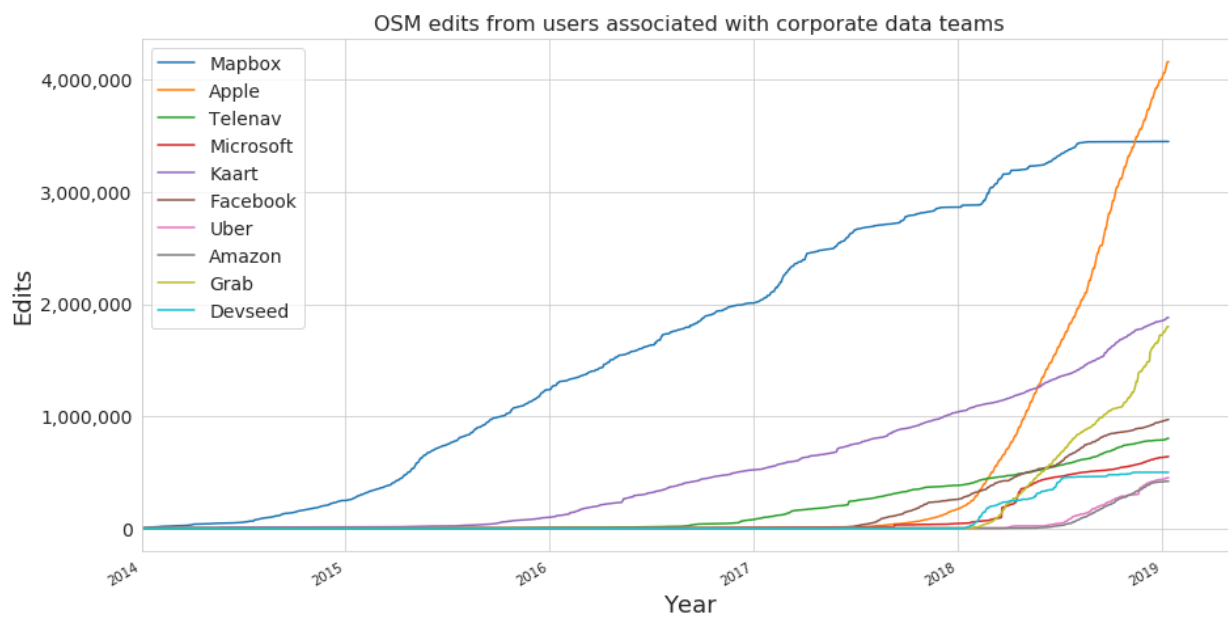 OSM edits from users associated with corporate data teams
Mapbox
Apple
Telenav
Microsoft
Kaart
Facebook
Uber
Amazon
Grab
Devseed
4,000,000
3,000,000
2,000,000
1,000,000
0
Edits
2014
2015
2016
2017
2018
2019
Year